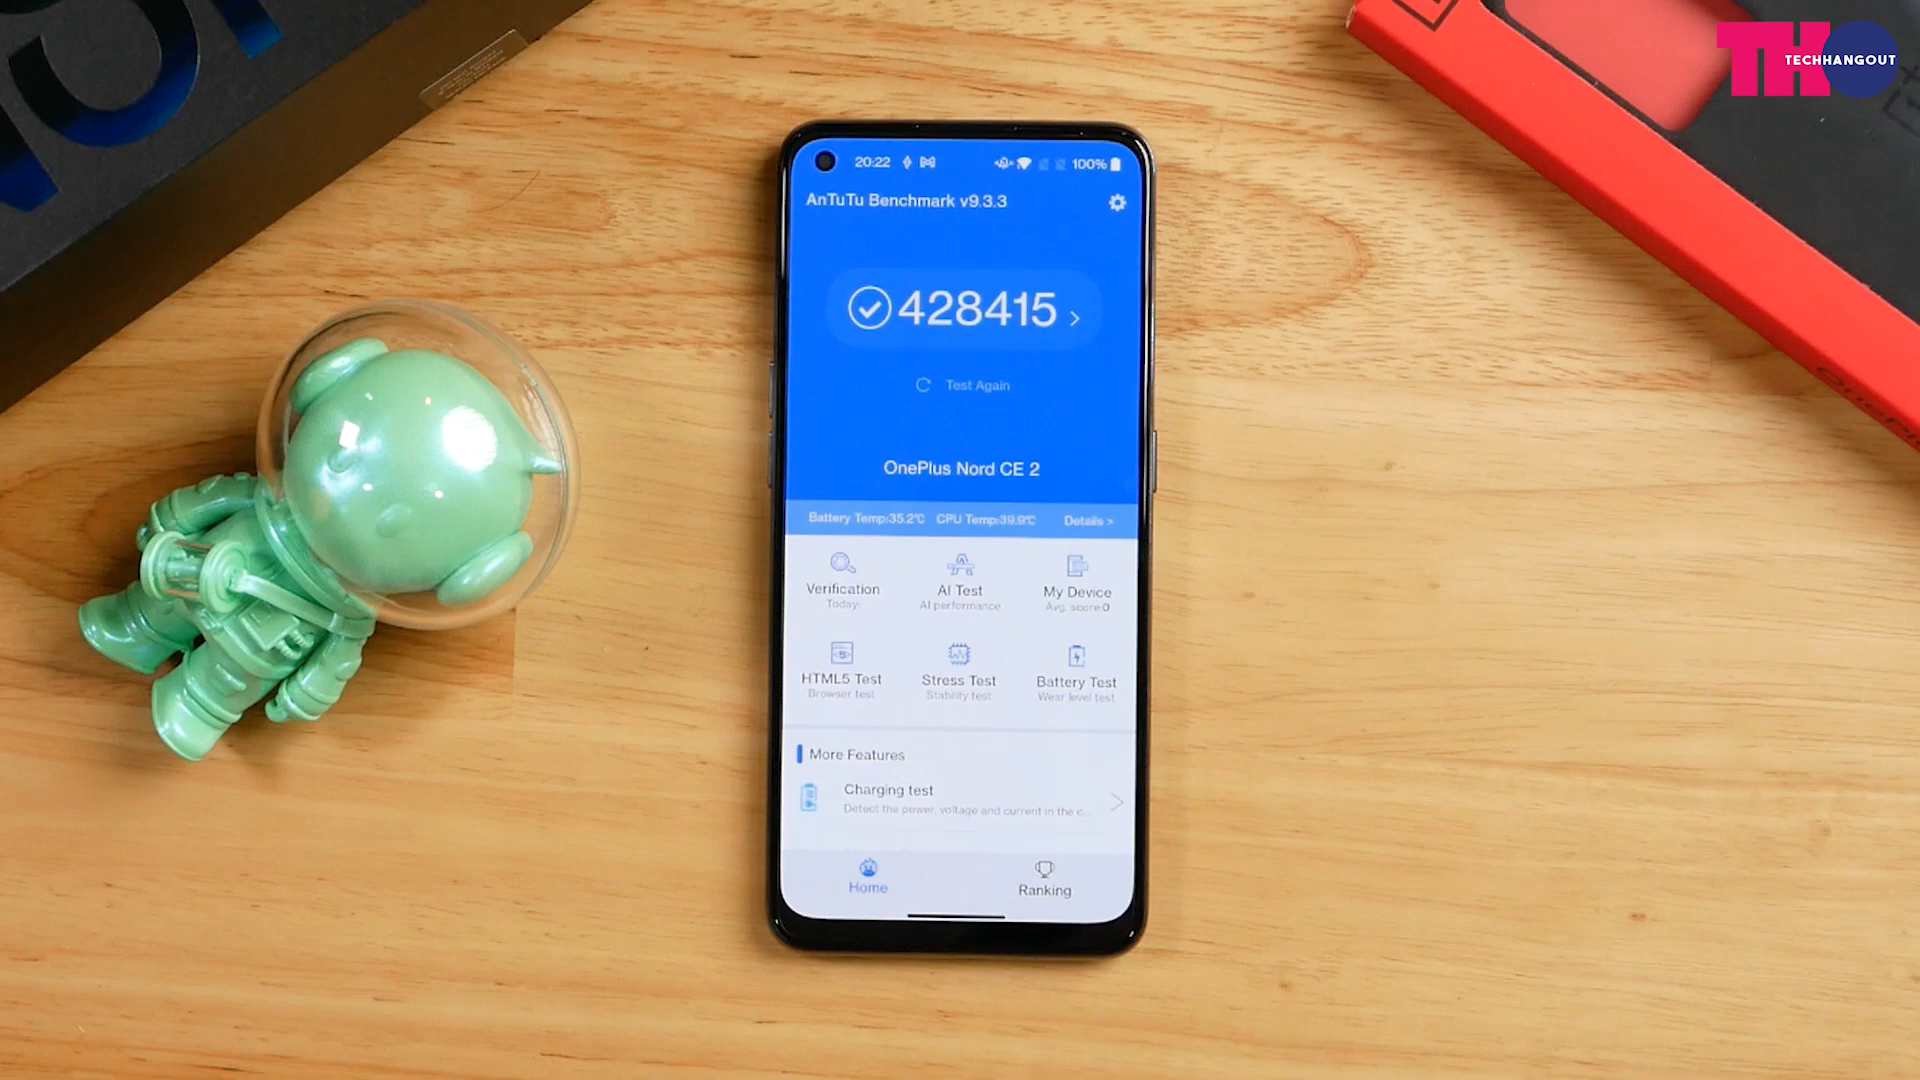 TECHHANGOUT
20:22
100%
AnTuTu Benchmark v9.3.3
428415
Test Again
OnePlus Nord CE 2
Battery Temp:35.2℃ CPU Temp:39.9℃ Details >
Verification
Today:
AI Test
AI performance
My Device
Avg. score:0
HTML5 Test
Browser test
Stress Test
Stability test
Battery Test
Wear level test
More Features
Charging test
Detect the power, voltage and current in the c...
Home
Ranking